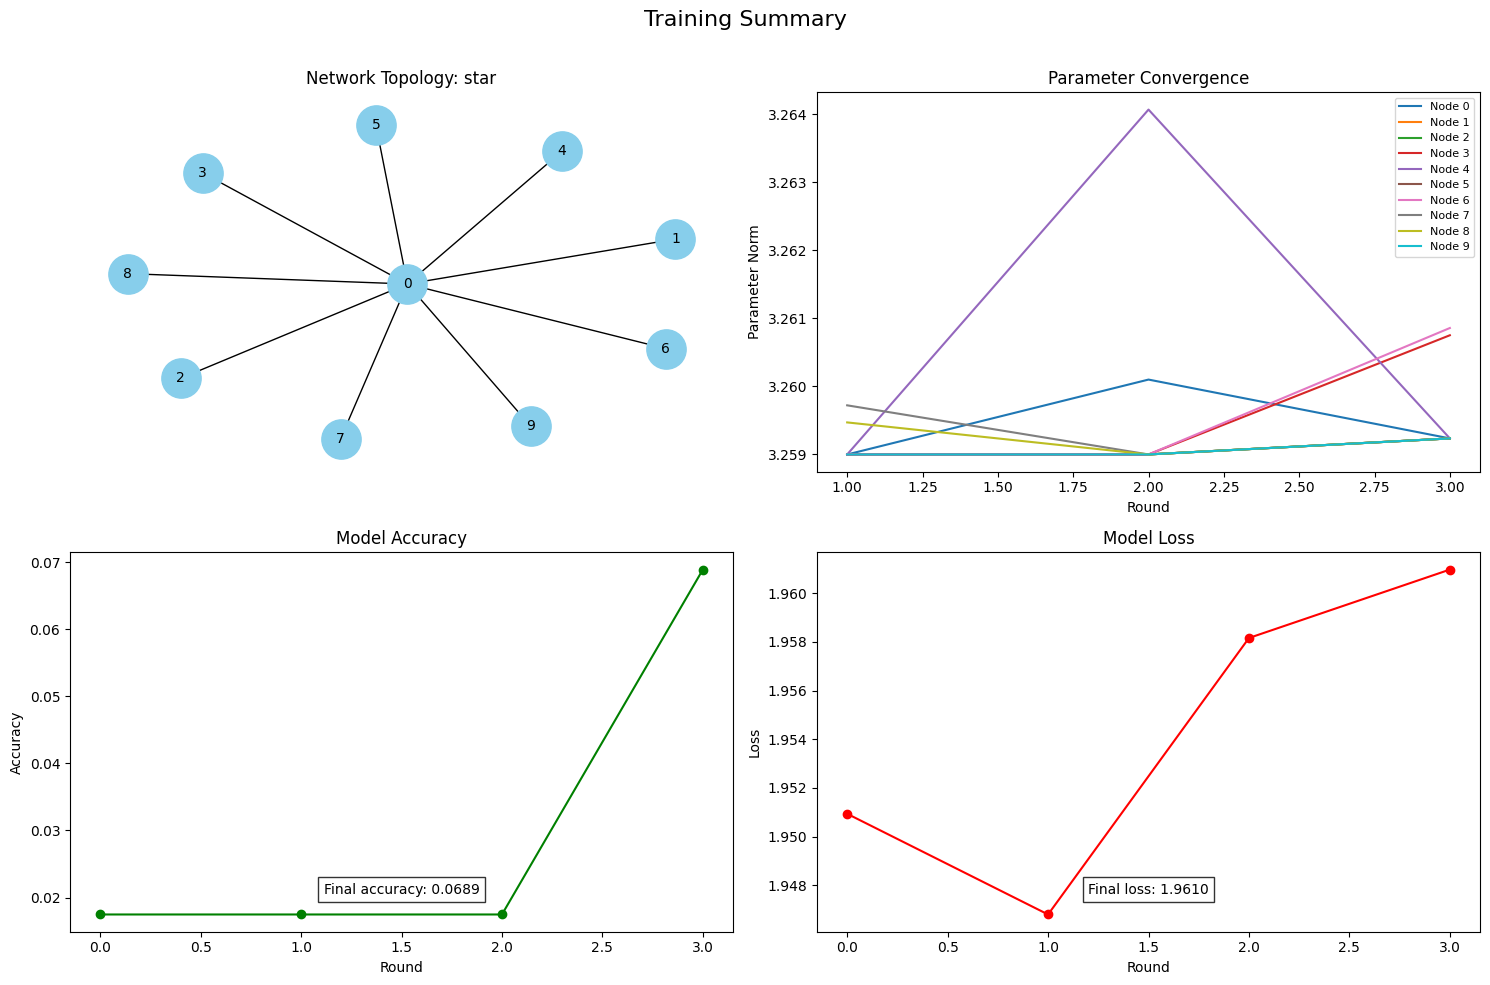 Training Summary
Network Topology: star
5
4
3
1
8
0
6
2
9
7
Parameter Convergence
3.264
3.263
3.262
3.261
3.260
3.259
Parameter Norm
1.00 1.25 1.50 1.75 2.00 2.25 2.50 2.75 3.00
Round
Node 0
Node 1
Node 2
Node 3
Node 4
Node 5
Node 6
Node 7
Node 8
Node 9
Model Accuracy
0.07
0.06
0.05
0.04
0.03
0.02
Accuracy
Final accuracy: 0.0689
0.0 0.5 1.0 1.5 2.0 2.5 3.0
Round
Model Loss
1.960
1.958
1.956
1.954
1.952
1.950
1.948
Loss
Final loss: 1.9610
0.0 0.5 1.0 1.5 2.0 2.5 3.0
Round